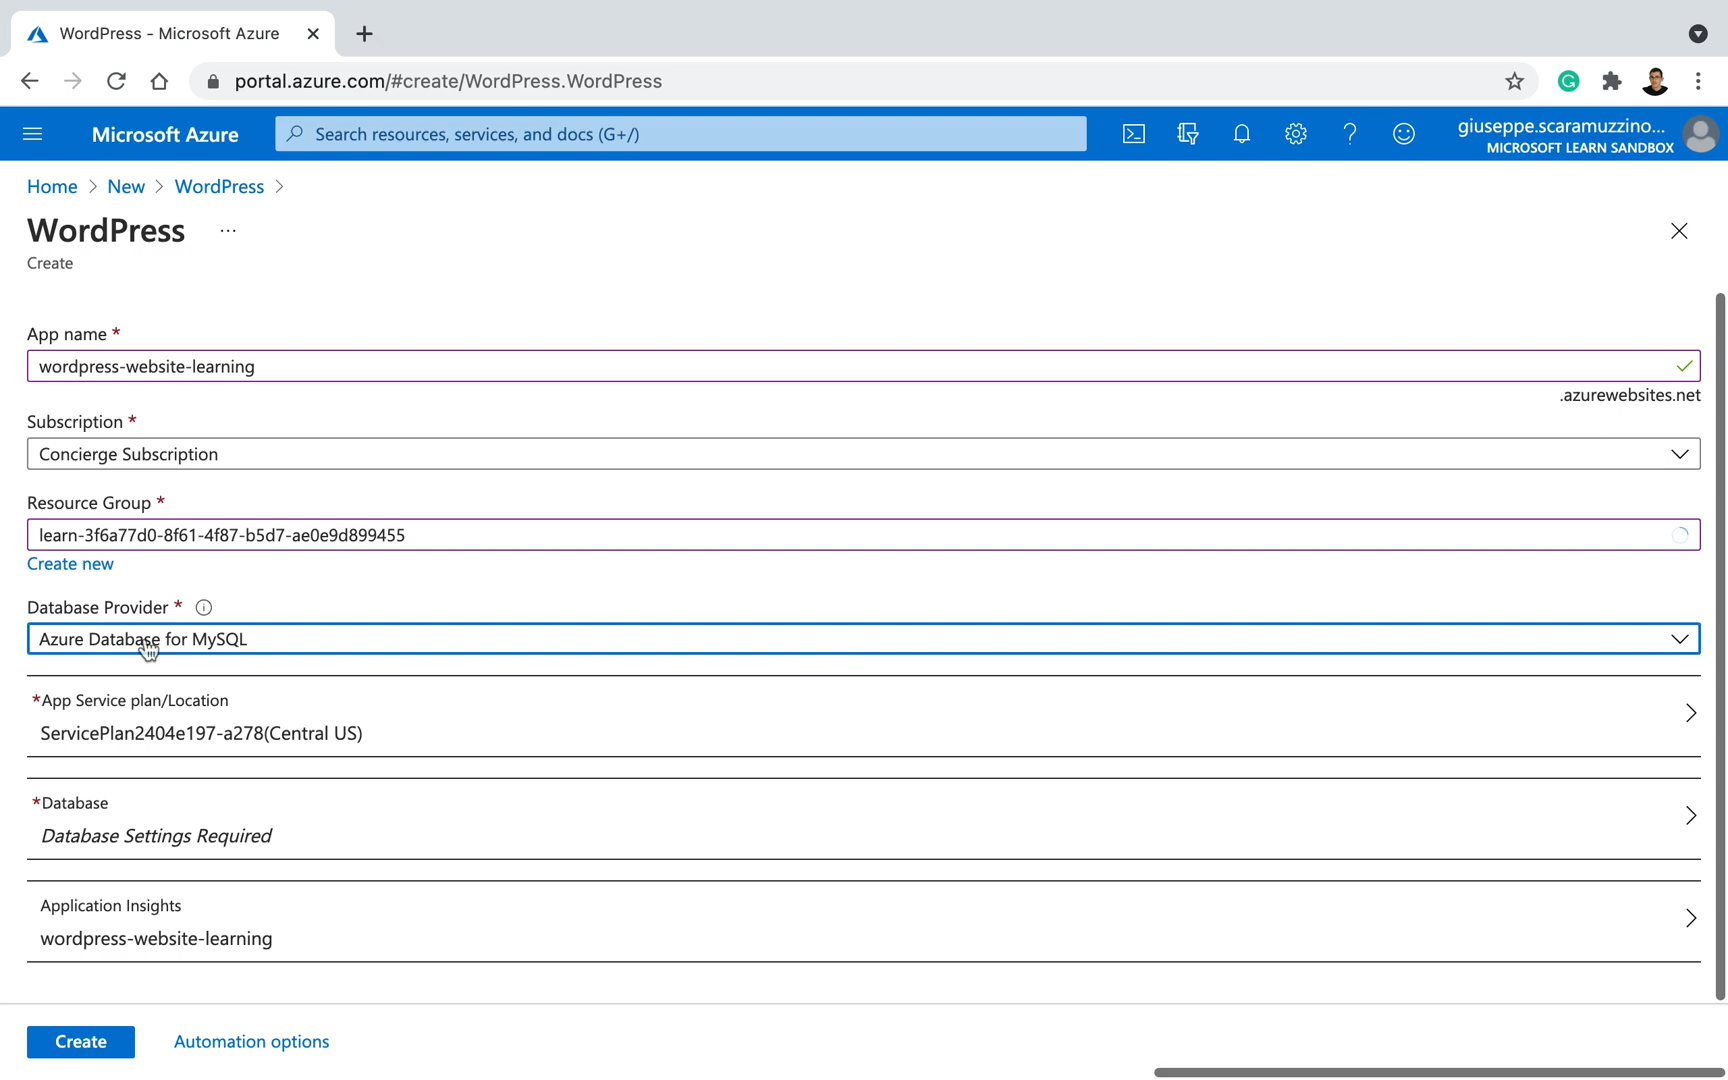 WordPress - Microsoft Azure
portal.azure.com/#create/WordPress.WordPress
Microsoft Azure
Search resources, services, and docs (G+/)
giuseppe.scaramuzzino...
MICROSOFT LEARN SANDBOX
Home > New > WordPress >
WordPress ...
Create
App name *
wordpress-website-learning
.azurewebsites.net
Subscription *
Concierge Subscription
Resource Group *
learn-3f6a77d0-8f61-4f87-b5d7-ae0e9d899455
Create new
Database Provider *
Azure Database for MySQL
*App Service plan/Location
ServicePlan2404e197-a278(Central US)
*Database
Database Settings Required
Application Insights
wordpress-website-learning
Create
Automation options